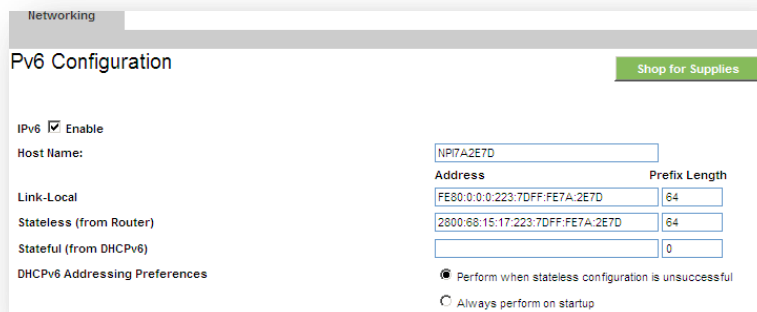 Networking
Pv6 Configuration
Shop for Supplies
IPv6 Enable
Host Name: NPI7A2E7D
Address Prefix Length
Link-Local FE80:0:0:0:223:7DFF:FE7A:2E7D 64
Stateless (from Router) 2800:68:15:17:223:7DFF:FE7A:2E7D 64
Stateful (from DHCPv6) 0
DHCPv6 Addressing Preferences Perform when stateless configuration is unsuccessful
Always perform on startup